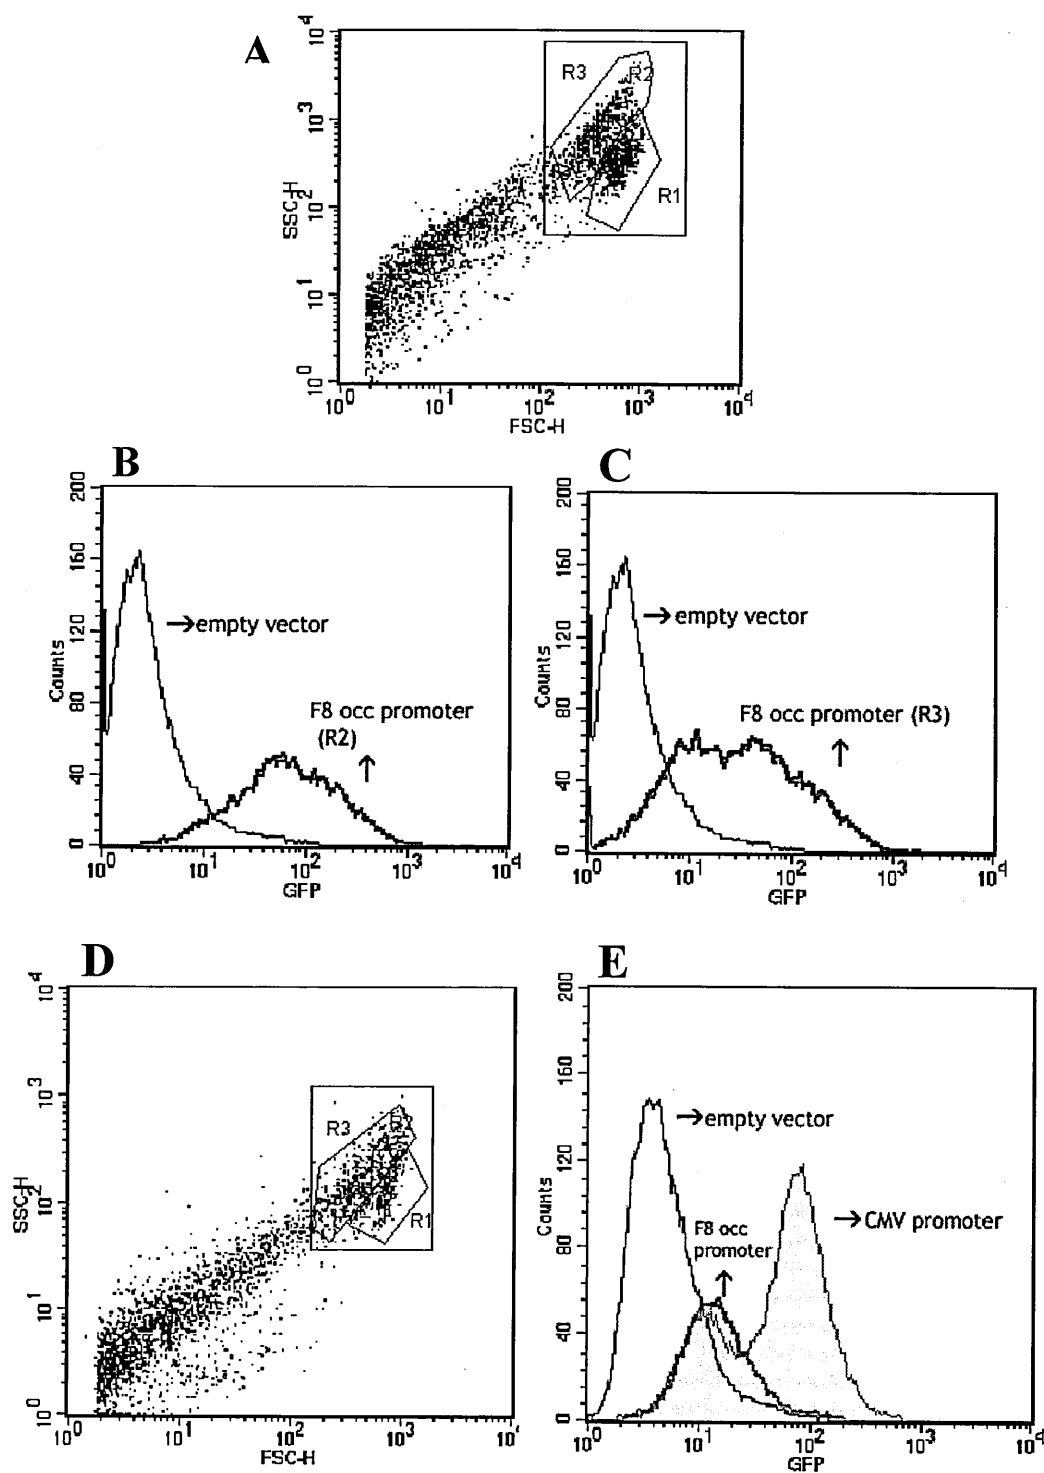 A
10^4
10^3
10^2
10^1
10^0
SSC-H
R3
R2
R1
10^0 10^1 10^2 10^3 10^4
FSC-H
B
200
160
120
80
40
0
Counts
→empty vector
F8 occ promoter
(R2)
↑
10^0 10^1 10^2 10^3 10^4
GFP
C
200
160
120
80
40
0
Counts
→empty vector
F8 occ promoter (R3)
↑
10^0 10^1 10^2 10^3 10^4
GFP
D
10^4
10^3
10^2
10^1
10^0
SSC-H
R3
R2
R1
10^0 10^1 10^2 10^3 10^4
FSC-H
E
200
160
120
80
40
0
Counts
→empty vector
F8 occ
promoter
↑
→CMV promoter
10^0 10^1 10^2 10^3 10^4
GFP